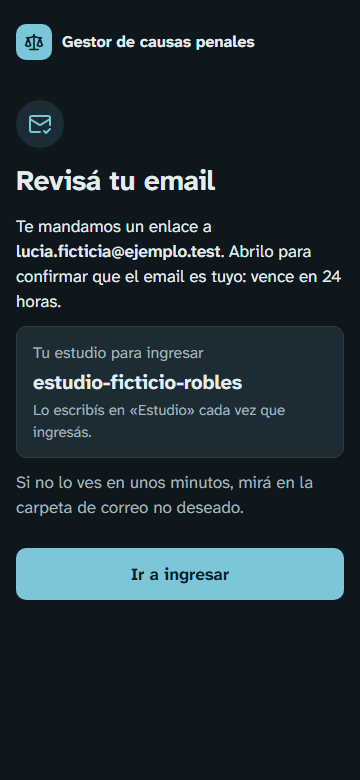 Gestor de causas penales
Revisá tu email
Te mandamos un enlace a
lucia.ficticia@ejemplo.test. Abrilo para
confirmar que el email es tuyo: vence en 24
horas.
Tu estudio para ingresar
estudio-ficticio-robles
Lo escribís en «Estudio» cada vez que
ingresás.
Si no lo ves en unos minutos, mirá en la
carpeta de correo no deseado.
Ir a ingresar